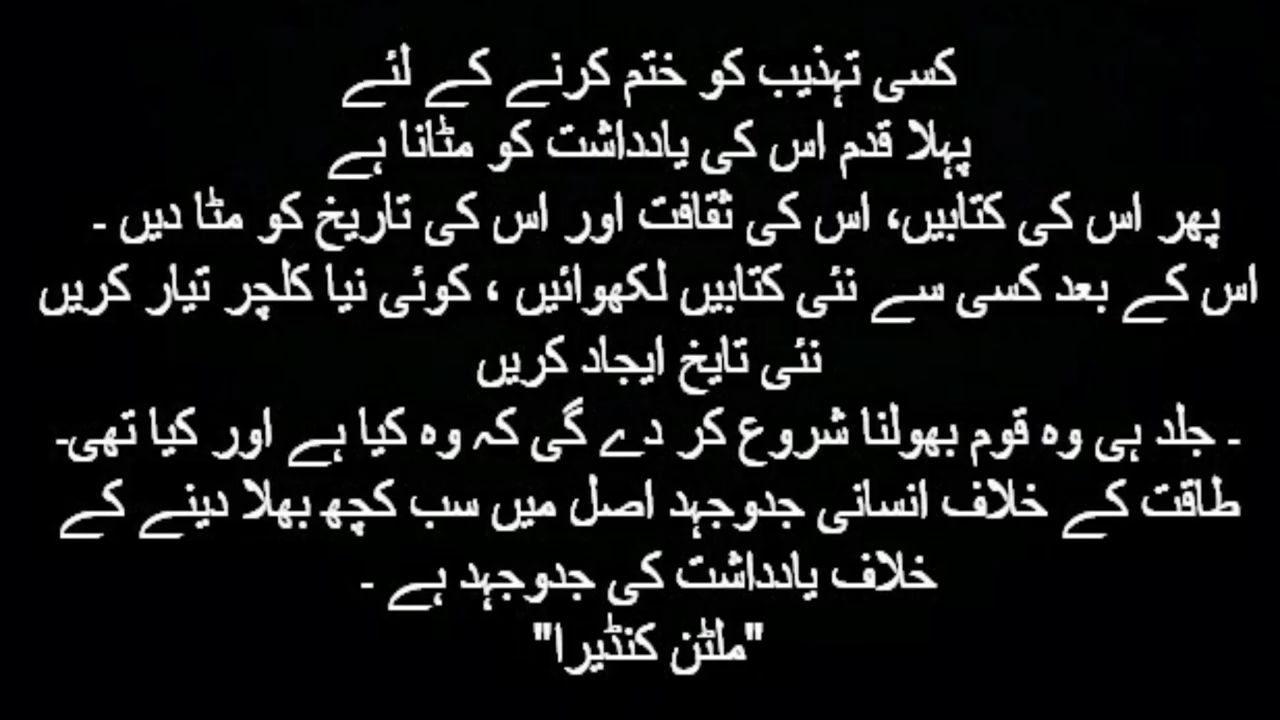 کسی تہذیب کو ختم کرنے کے لئے
پہلا قدم اس کی یادداشت کو مٹانا ہے
پھر اس کی کتابیں، اس کی ثقافت اور اس کی تاریخ کو مٹا دیں ۔
اس کے بعد کسی سے نئی کتابیں لکھوائیں ، کوئی نیا کلچر تیار کریں
نئی تایخ ایجاد کریں
۔ جلد ہی وہ قوم بھولنا شروع کر دے گی کہ وہ کیا ہے اور کیا تھی۔
طاقت کے خلاف انسانی جدوجہد اصل میں سب کچھ بھلا دینے کے
خلاف یادداشت کی جدوجہد ہے ۔
"ملٹن کنڈیرا"